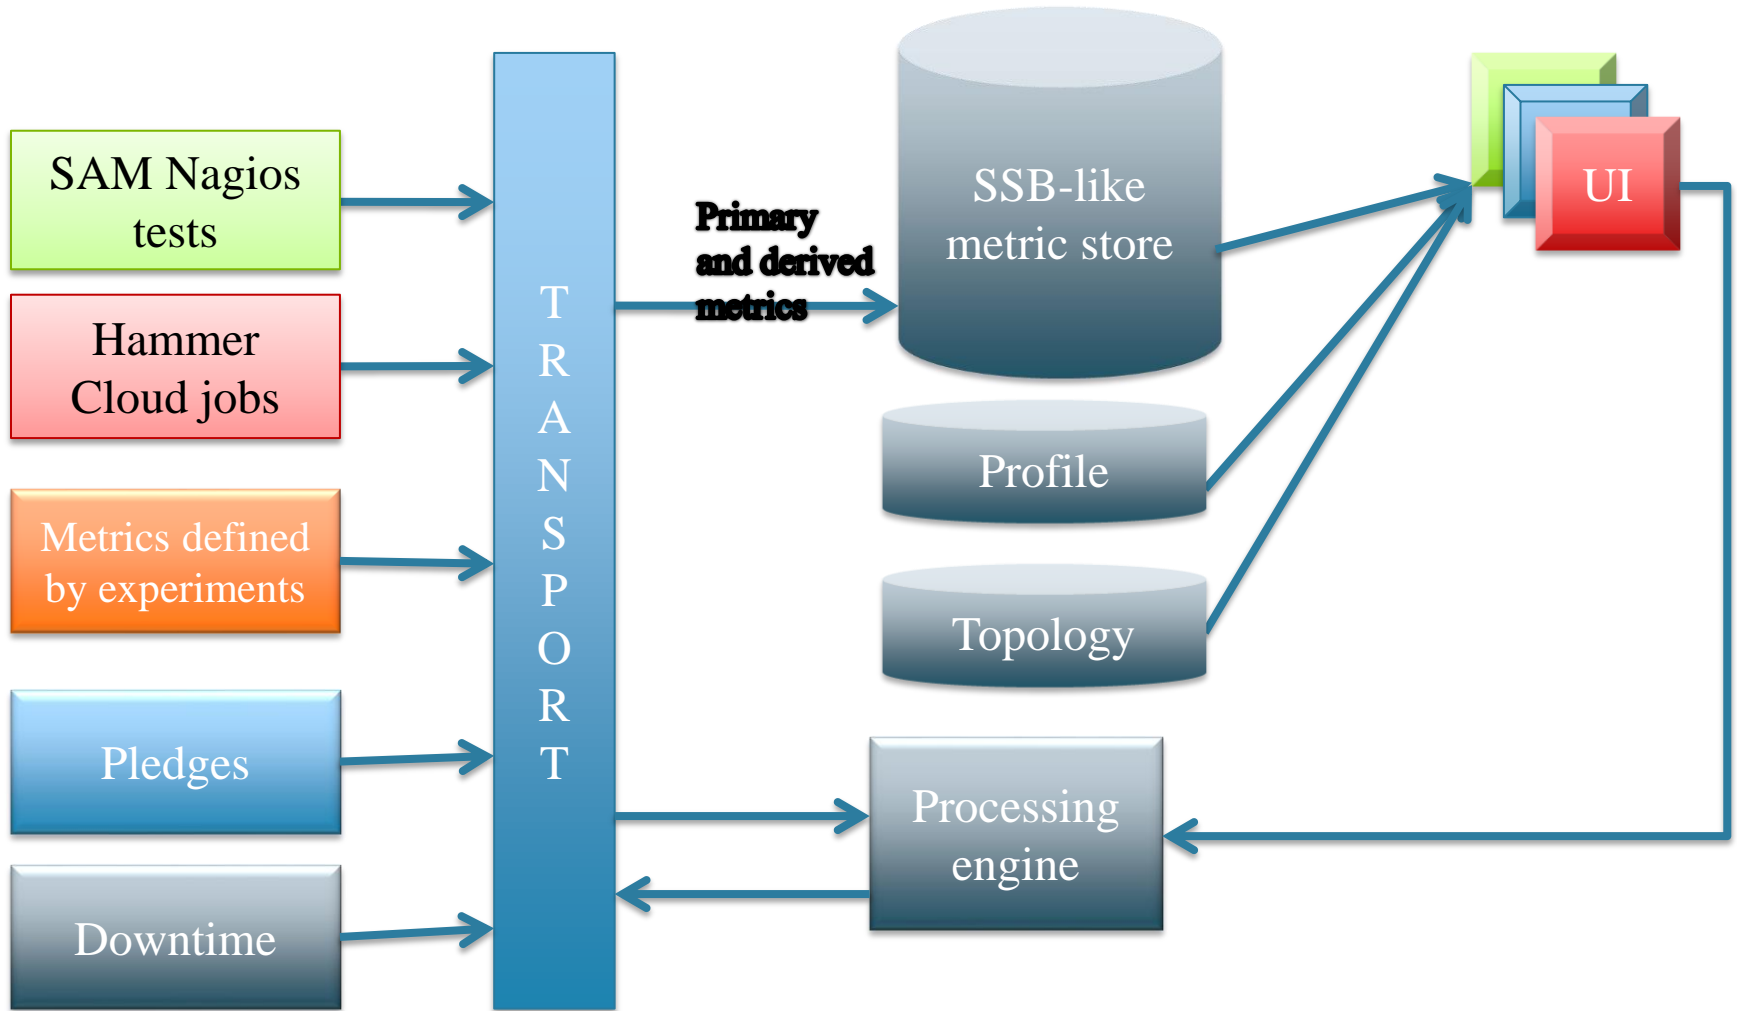 SAM Nagios
tests
Hammer
Cloud jobs
Metrics defined
by experiments
Pledges
Downtime
T
R
A
N
S
P
O
R
T
Primary
and derived
metrics
SSB-like
metric store
Profile
Topology
Processing
engine
UI